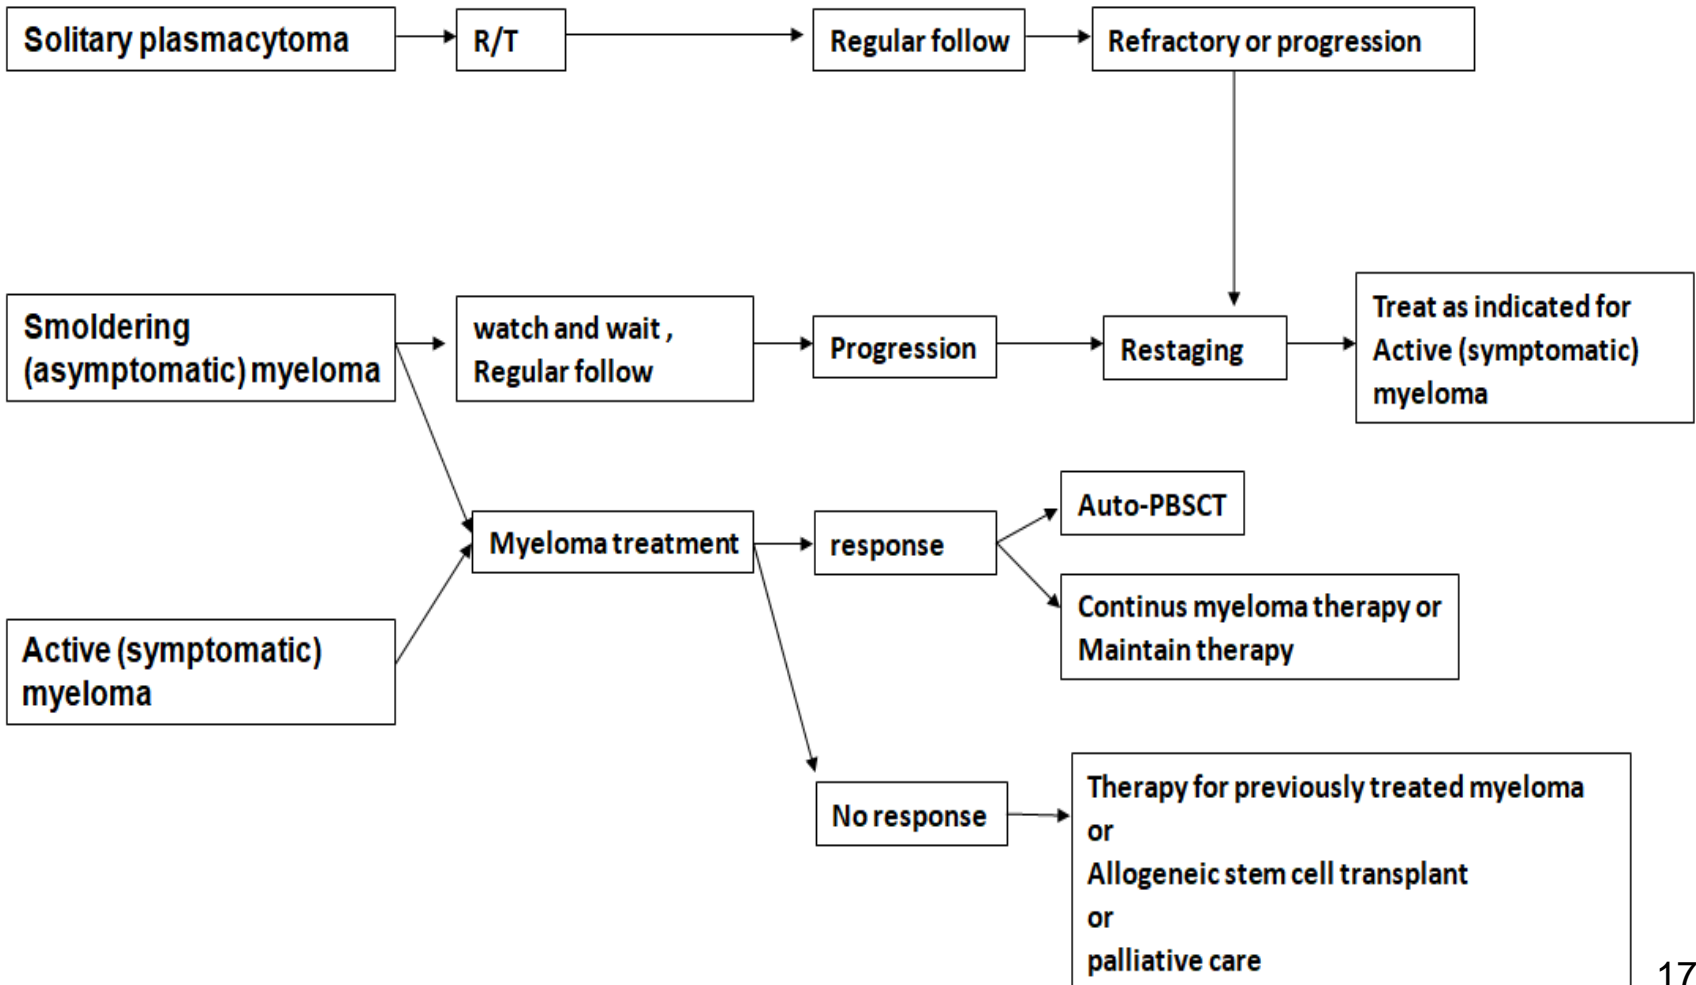 Solitary plasmacytoma
R/T
Regular follow
Refractory or progression
Smoldering
(asymptomatic) myeloma
watch and wait ,
Regular follow
Progression
Restaging
Treat as indicated for
Active (symptomatic)
myeloma
Myeloma treatment
response
Auto-PBSCT
Continus myeloma therapy or
Maintain therapy
Active (symptomatic)
myeloma
No response
Therapy for previously treated myeloma
or
Allogeneic stem cell transplant
or
palliative care
17